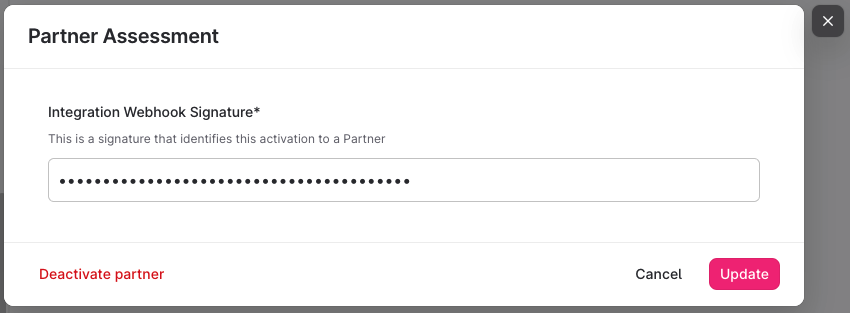 Partner Assessment
Integration Webhook Signature*
This is a signature that identifies this activation to a Partner
••••••••••••••••••••••••••••••••••••••••
Deactivate partner
Cancel
Update